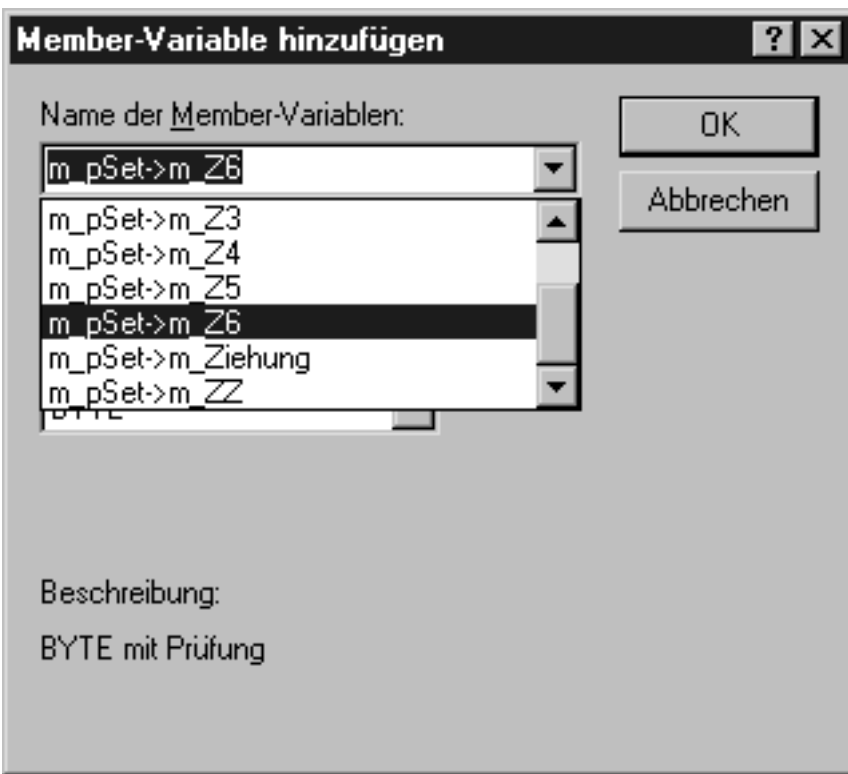 Member-Variable hinzufügen
Name der Member-Variablen:
OK
m_pSet->m_Z6
Abbrechen
m_pSet->m_Z3
m_pSet->m_Z4
m_pSet->m_Z5
m_pSet->m_Z6
m_pSet->m_Ziehung
m_pSet->m_ZZ
BYTE
Beschreibung:
BYTE mit Prüfung